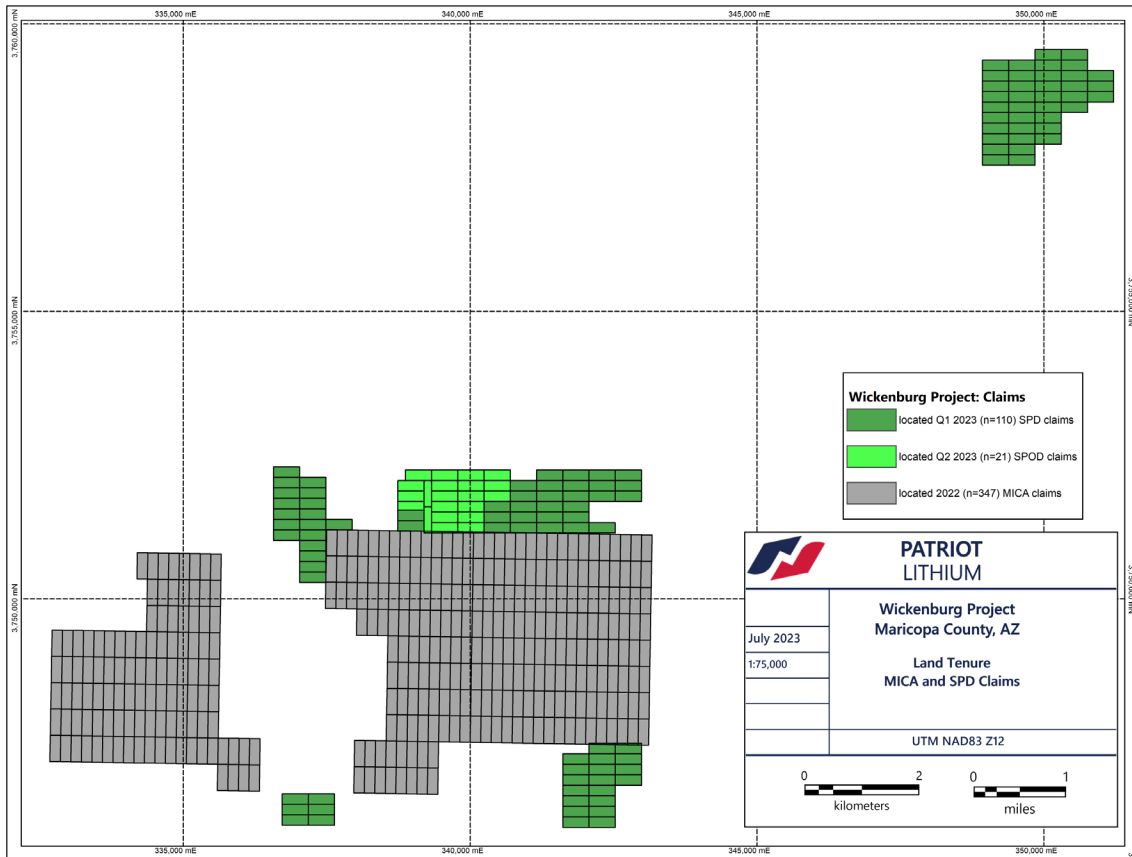 335,000 mE
340,000 mE
345,000 mE
350,000 mE
3,760,000 mN
3,755,000 mN
3,750,000 mN
Wickenburg Project: Claims
located Q1 2023 (n=110) SPD claims
located Q2 2023 (n=21) SPOD claims
located 2022 (n=347) MICA claims
PATRIOT
LITHIUM
Wickenburg Project
Maricopa County, AZ
July 2023
1:75,000
Land Tenure
MICA and SPD Claims
UTM NAD83 Z12
0 2
kilometers
0 1
miles
335,000 mE
340,000 mE
345,000 mE
350,000 mE